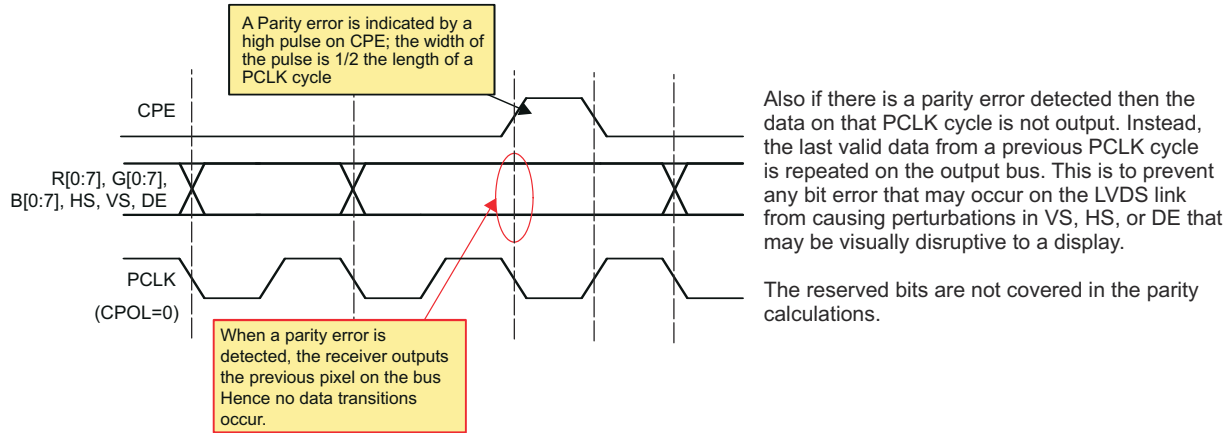 A Parity error is indicated by a
high pulse on CPE; the width of
the pulse is 1/2 the length of a
PCLK cycle
CPE
R[0:7], G[0:7],
B[0:7], HS, VS, DE
PCLK
(CPOL=0)
When a parity error is
detected, the receiver outputs
the previous pixel on the bus
Hence no data transitions
occur.
Also if there is a parity error detected then the
data on that PCLK cycle is not output. Instead,
the last valid data from a previous PCLK cycle
is repeated on the output bus. This is to prevent
any bit error that may occur on the LVDS link
from causing perturbations in VS, HS, or DE that
may be visually disruptive to a display.
The reserved bits are not covered in the parity
calculations.